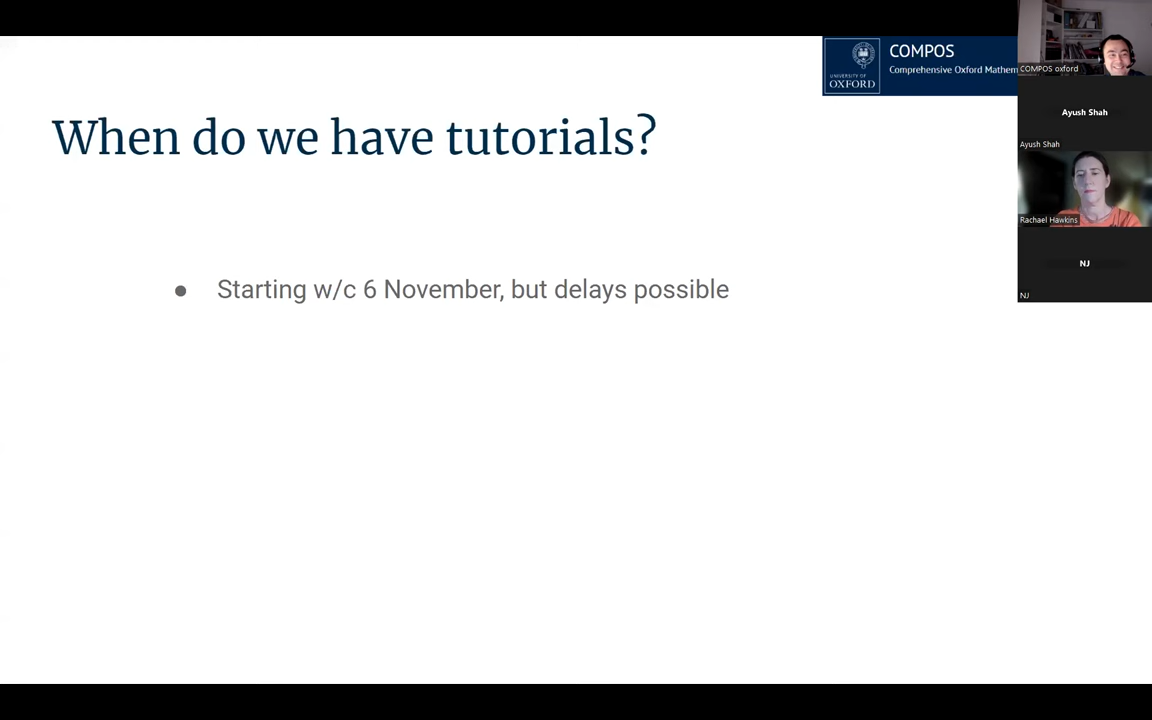 COMPOS
Comprehensive Oxford Mathem
UNIVERSITY OF
OXFORD
When do we have tutorials?
● Starting w/c 6 November, but delays possible
COMPOS oxford
Ayush Shah
Ayush Shah
Rachael Hawkins
NJ
NJ